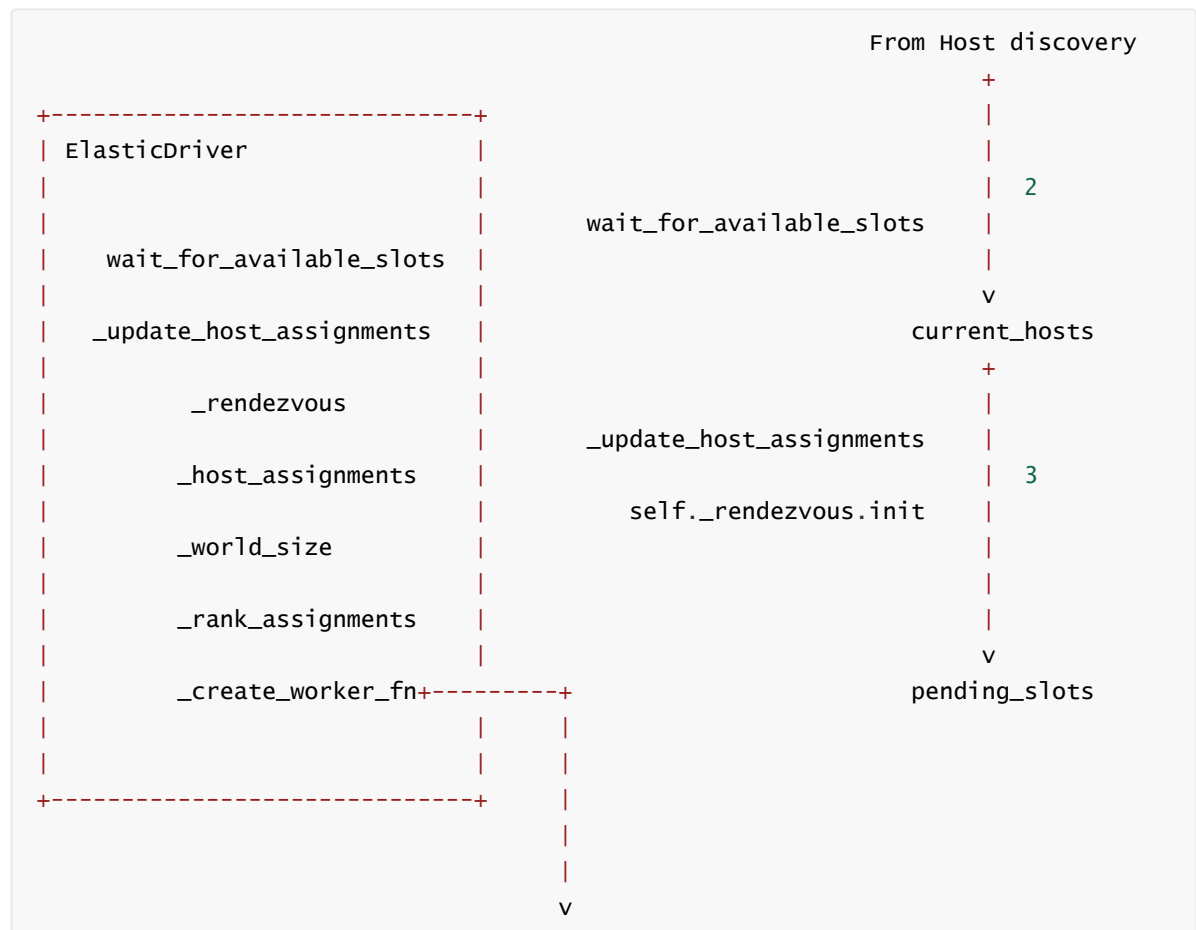 From Host discovery
                                                                    +
+-------------------------------+                                   |
| ElasticDriver                 |                                   |
|                               |                                   |  2
|                               |       wait_for_available_slots    |
|    wait_for_available_slots   |                                   |
|                               |                                   v
|   _update_host_assignments    |                              current_hosts
|                               |                                   +
|          _rendezvous          |                                   |
|                               |       _update_host_assignments    |
|         _host_assignments     |                                   |  3
|                               |          self._rendezvous.init    |
|         _world_size           |                                   |
|                               |                                   |
|         _rank_assignments     |                                   |
|                               |                                   v
|         _create_worker_fn+---------+                         pending_slots
|                               |     |
|                               |     |
+-------------------------------+     |
                                      |
                                      |
                                      v